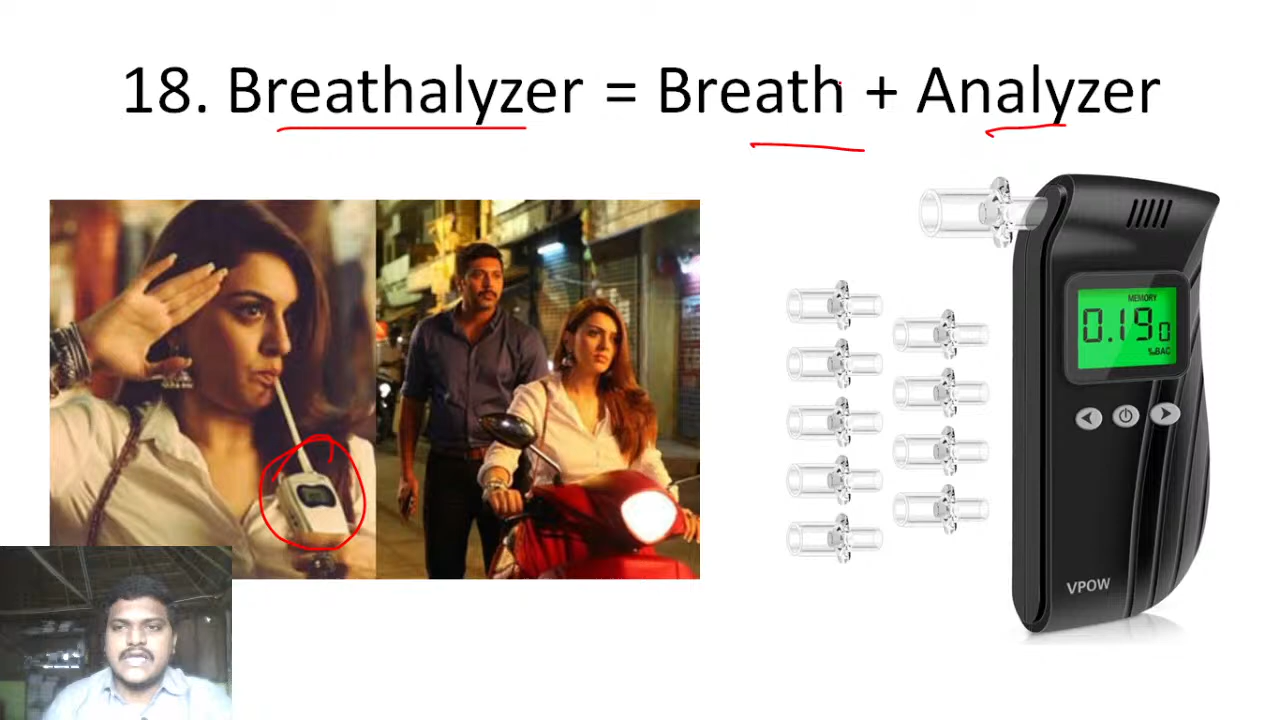 18. Breathalyzer = Breath + Analyzer
MEMORY
0.190
‰BAC
VPOW